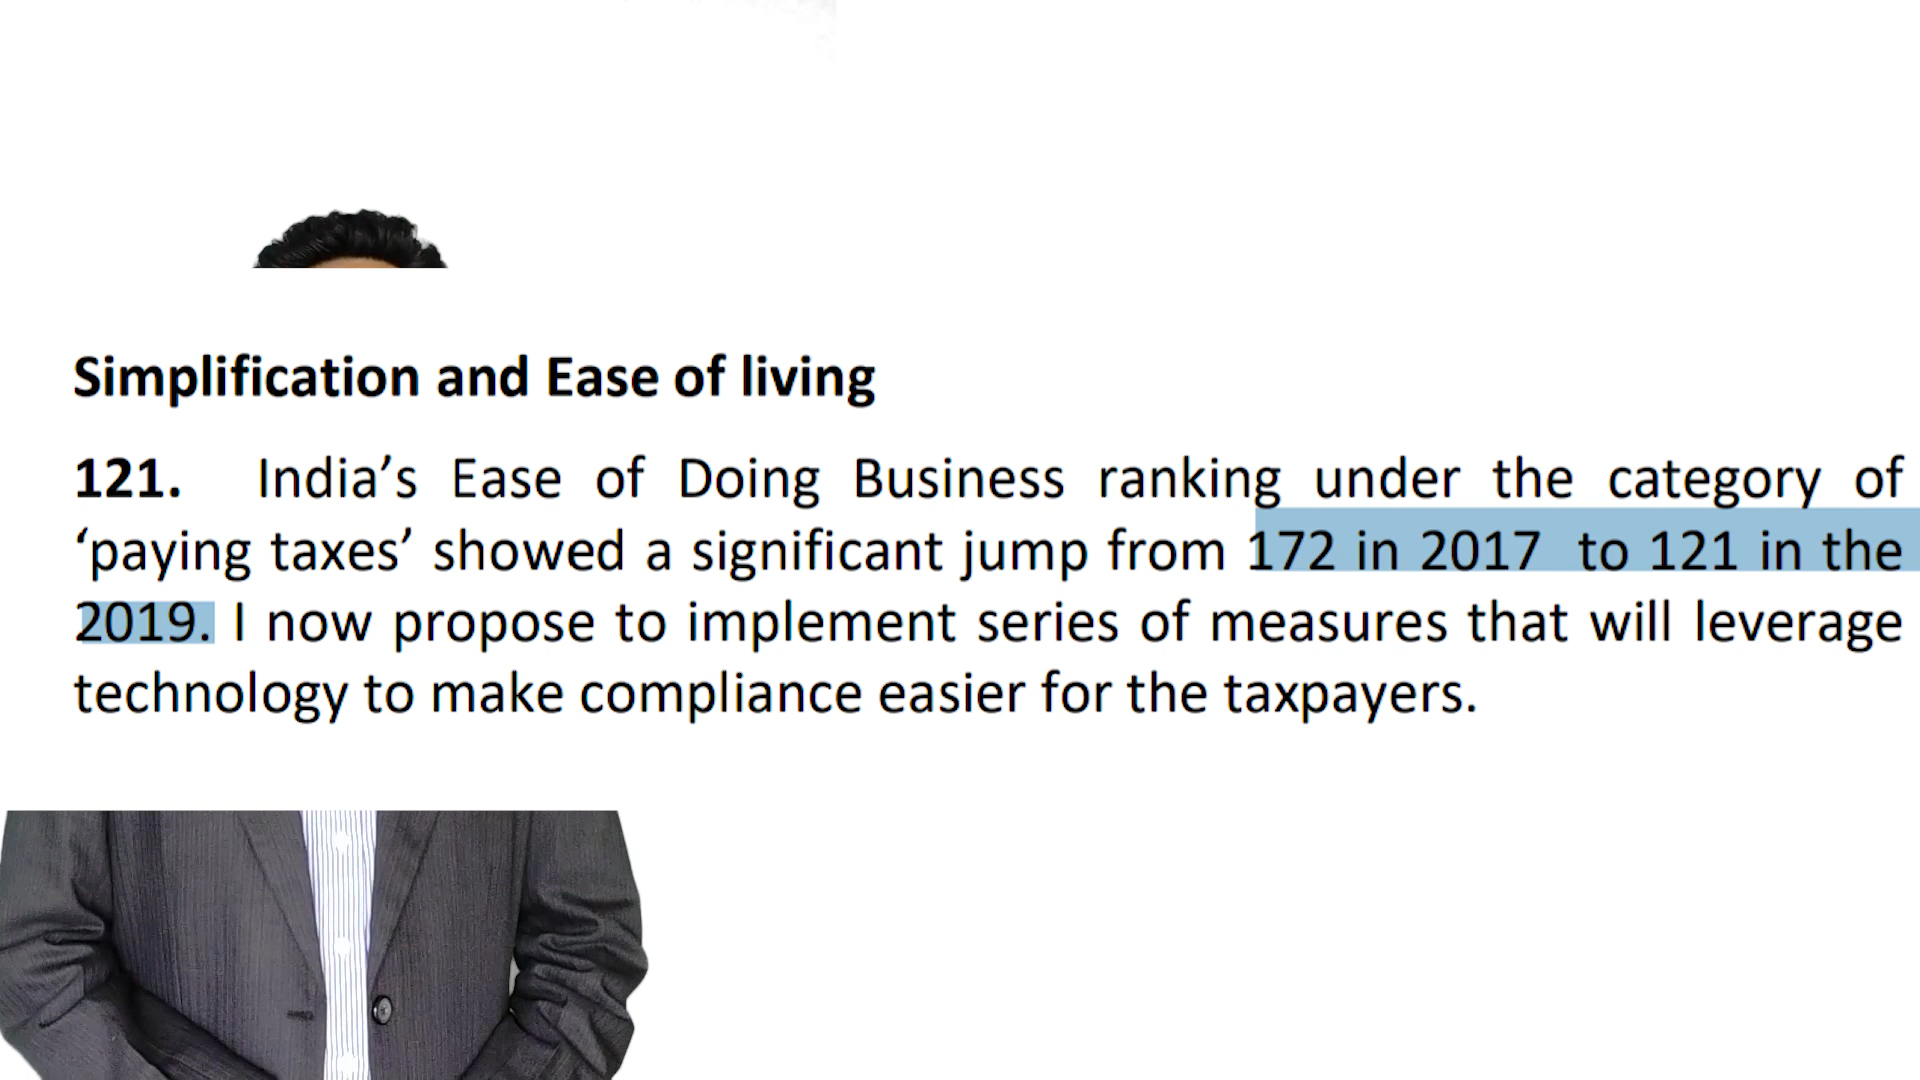 Simplification and Ease of living
121. India’s Ease of Doing Business ranking under the category of
‘paying taxes’ showed a significant jump from 172 in 2017 to 121 in the
2019. I now propose to implement series of measures that will leverage
technology to make compliance easier for the taxpayers.